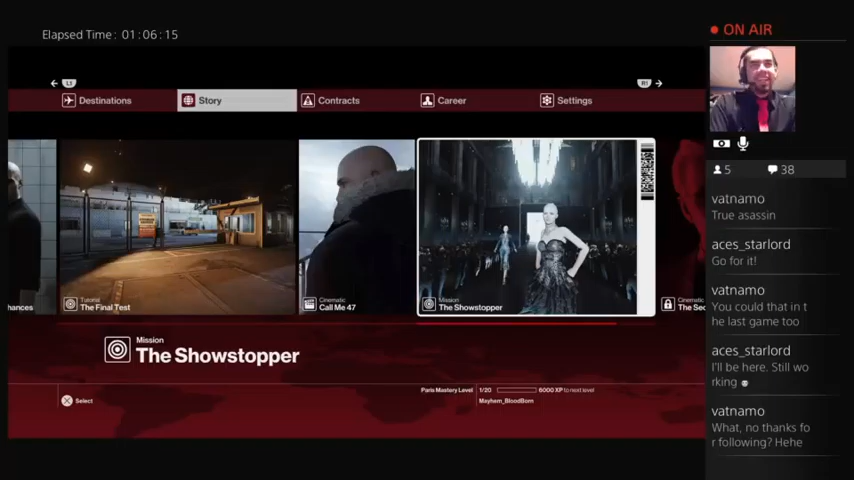 Elapsed Time: 01:06:15
ON AIR
L1
R1
Destinations
Story
Contracts
Career
Settings
5
38
hances
Tutorial
The Final Test
Cinematic
Call Me 47
Mission
The Showstopper
Cinematic
The Sec
Mission
The Showstopper
Paris Mastery Level
1/20
6000 XP to next level
Mayhem_BloodBorn
Select
vatnamo
True asassin
aces_starlord
Go for it!
vatnamo
You could that in t
he last game too
aces_starlord
I'll be here. Still wo
rking
vatnamo
What, no thanks fo
r following? Hehe